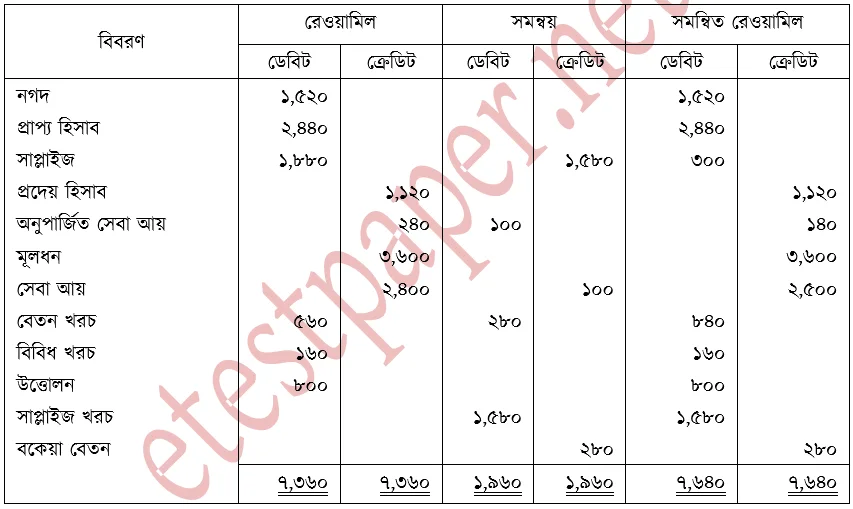 বিবরণ রেওয়ামিল সমন্বয় সমন্বিত রেওয়ামিল
ডেবিট ক্রেডিট ডেবিট ক্রেডিট ডেবিট ক্রেডিট
নগদ ১,৫২০ ১,৫২০
প্রাপ্য হিসাব ২,৪৪০ ২,৪৪০
সাপ্লাইজ ১,৮৮০ ১,৫৮০ ৩০০
প্রদেয় হিসাব ১,১২০ ১,১২০
অনুপার্জিত সেবা আয় ২৪০ ১০০ ১৪০
মূলধন ৩,৬০০ ৩,৬০০
সেবা আয় ২,৪০০ ১০০ ২,৫০০
বেতন খরচ ৫৬০ ২৮০ ৮৪০
বিবিধ খরচ ১৬০ ১৬০
উত্তোলন ৮০০ ৮০০
সাপ্লাইজ খরচ ১,৫৮০ ১,৫৮০
বকেয়া বেতন ২৮০ ২৮০
৭,৩৬০ ৭,৩৬০ ১,৯৬০ ১,৯৬০ ৭,৬৪০ ৭,৬৪০
etestpaper.net